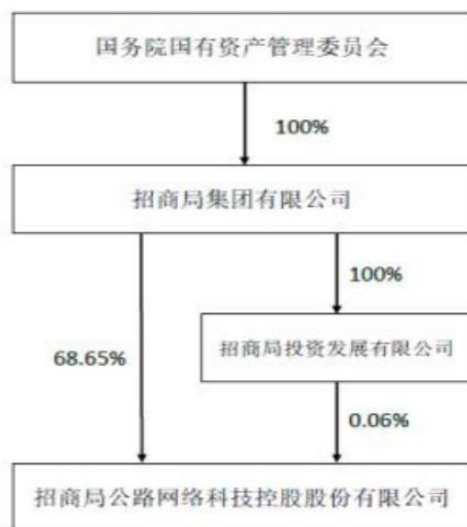 国务院国有资产管理委员会
100%
招商局集团有限公司
100%
招商局投资发展有限公司
68.65%
0.06%
招商局公路网络科技控股股份有限公司